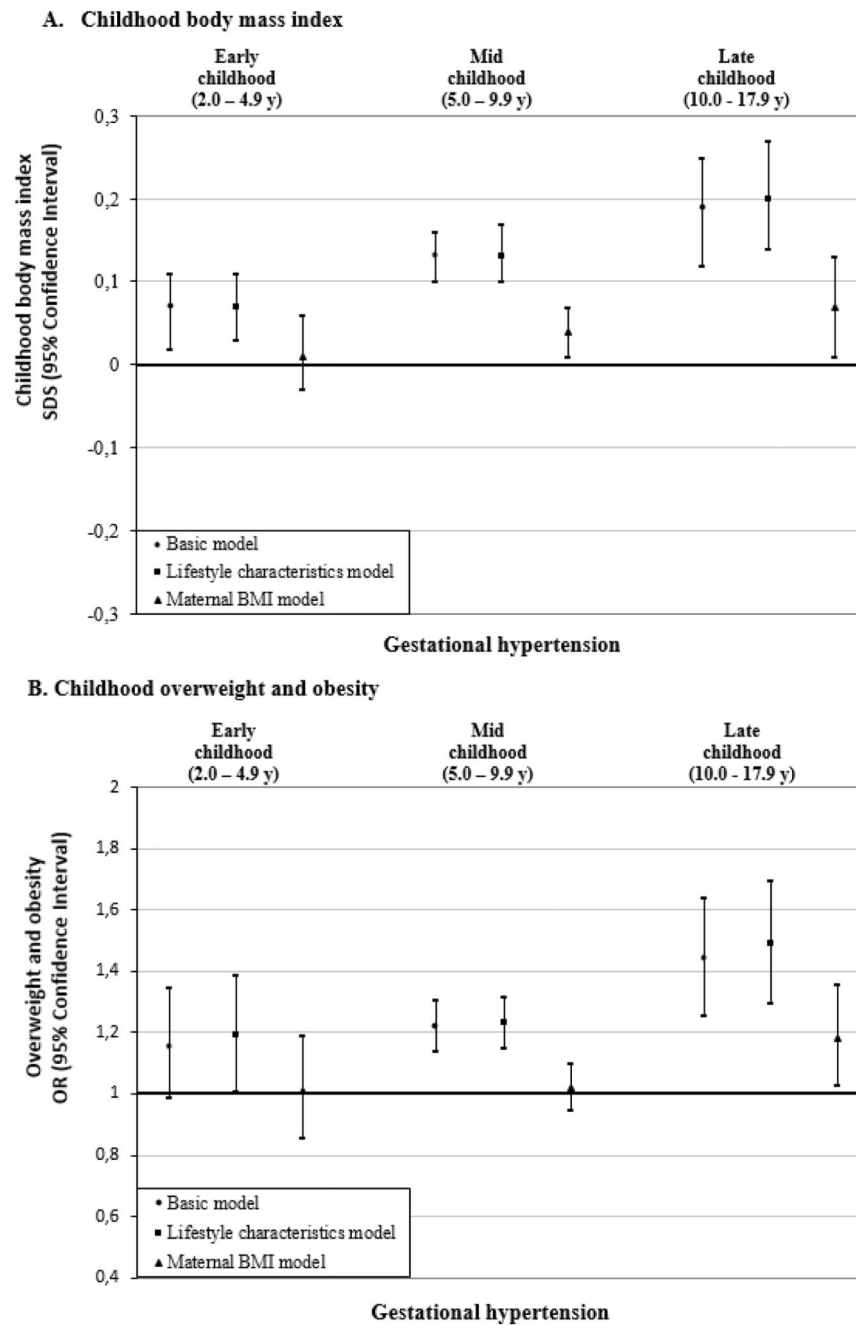 A. Childhood body mass index
Early Mid Late
childhood childhood childhood
(2.0 – 4.9 y) (5.0 – 9.9 y) (10.0 - 17.9 y)
Childhood body mass index
SDS (95% Confidence Interval)
0,3
0,2
0,1
0
-0,1
-0,2
-0,3
Basic model
Lifestyle characteristics model
Maternal BMI model
Gestational hypertension
B. Childhood overweight and obesity
Early Mid Late
childhood childhood childhood
(2.0 – 4.9 y) (5.0 – 9.9 y) (10.0 - 17.9 y)
Overweight and obesity
OR (95% Confidence Interval)
2
1,8
1,6
1,4
1,2
1
0,8
0,6
0,4
Basic model
Lifestyle characteristics model
Maternal BMI model
Gestational hypertension